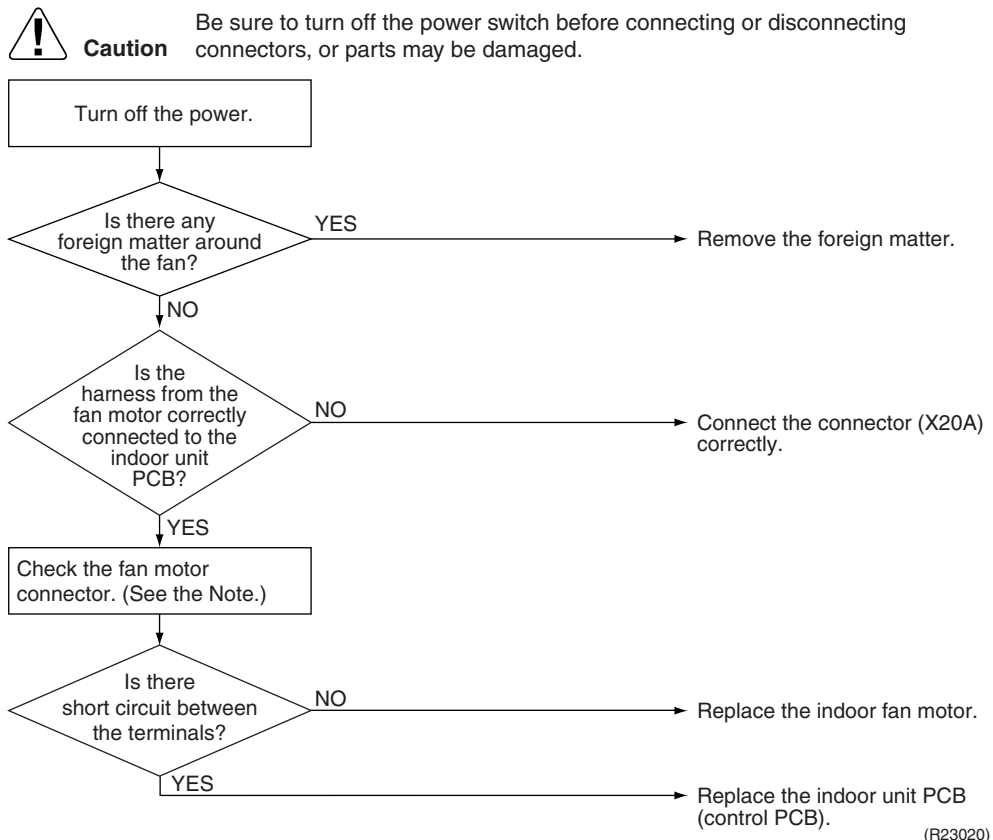 Be sure to turn off the power switch before connecting or disconnecting
Caution connectors, or parts may be damaged.
Turn off the power.
Is there any
foreign matter around
the fan?
YES
Remove the foreign matter.
NO
Is the
harness from the
fan motor correctly
connected to the
indoor unit
PCB?
NO
Connect the connector (X20A)
correctly.
YES
Check the fan motor
connector. (See the Note.)
Is there
short circuit between
the terminals?
NO
Replace the indoor fan motor.
YES
Replace the indoor unit PCB
(control PCB).
(R23020)